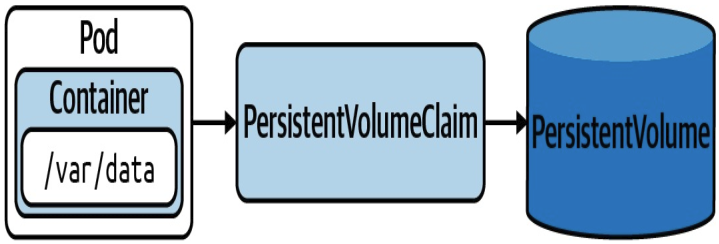 Pod
Container
/var/data
PersistentVolumeClaim
PersistentVolume